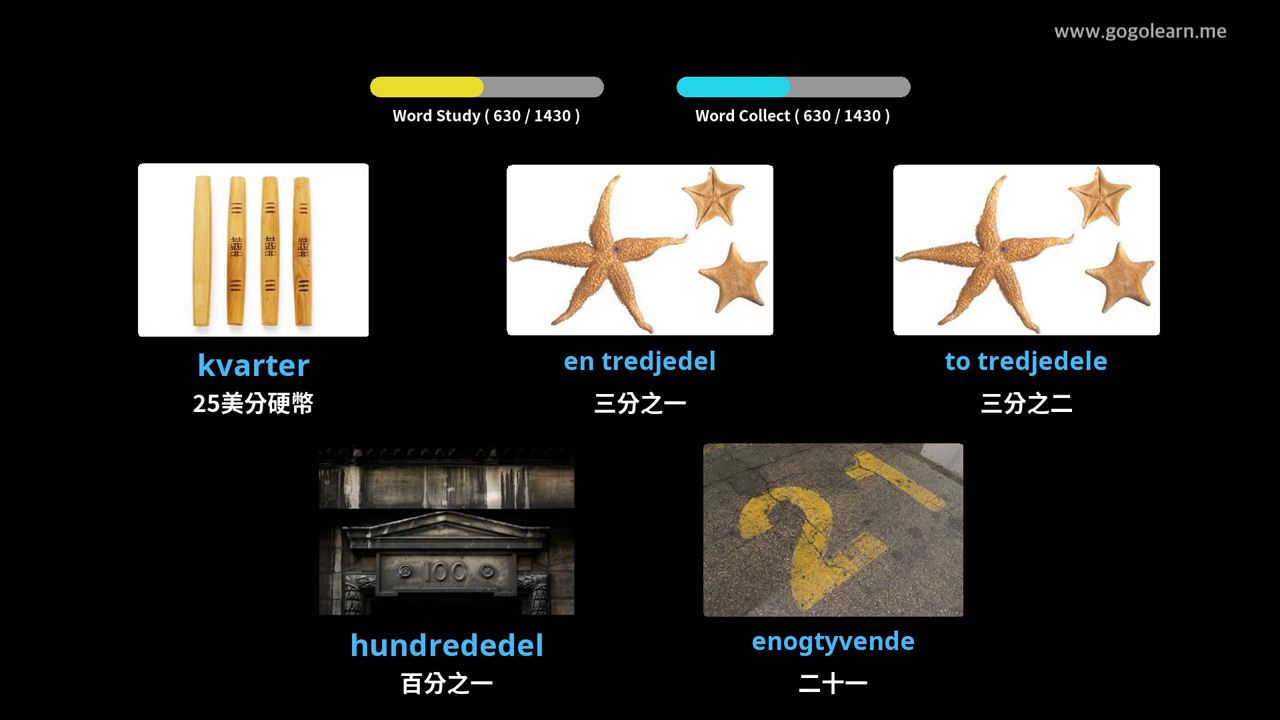 www.gogolearn.me
Word Study ( 630 / 1430 )
Word Collect ( 630 / 1430 )
kvarter
25美分硬幣
en tredjedel
三分之一
to tredjedele
三分之二
100
21
hundrededel
百分之一
enogtyvende
二十一